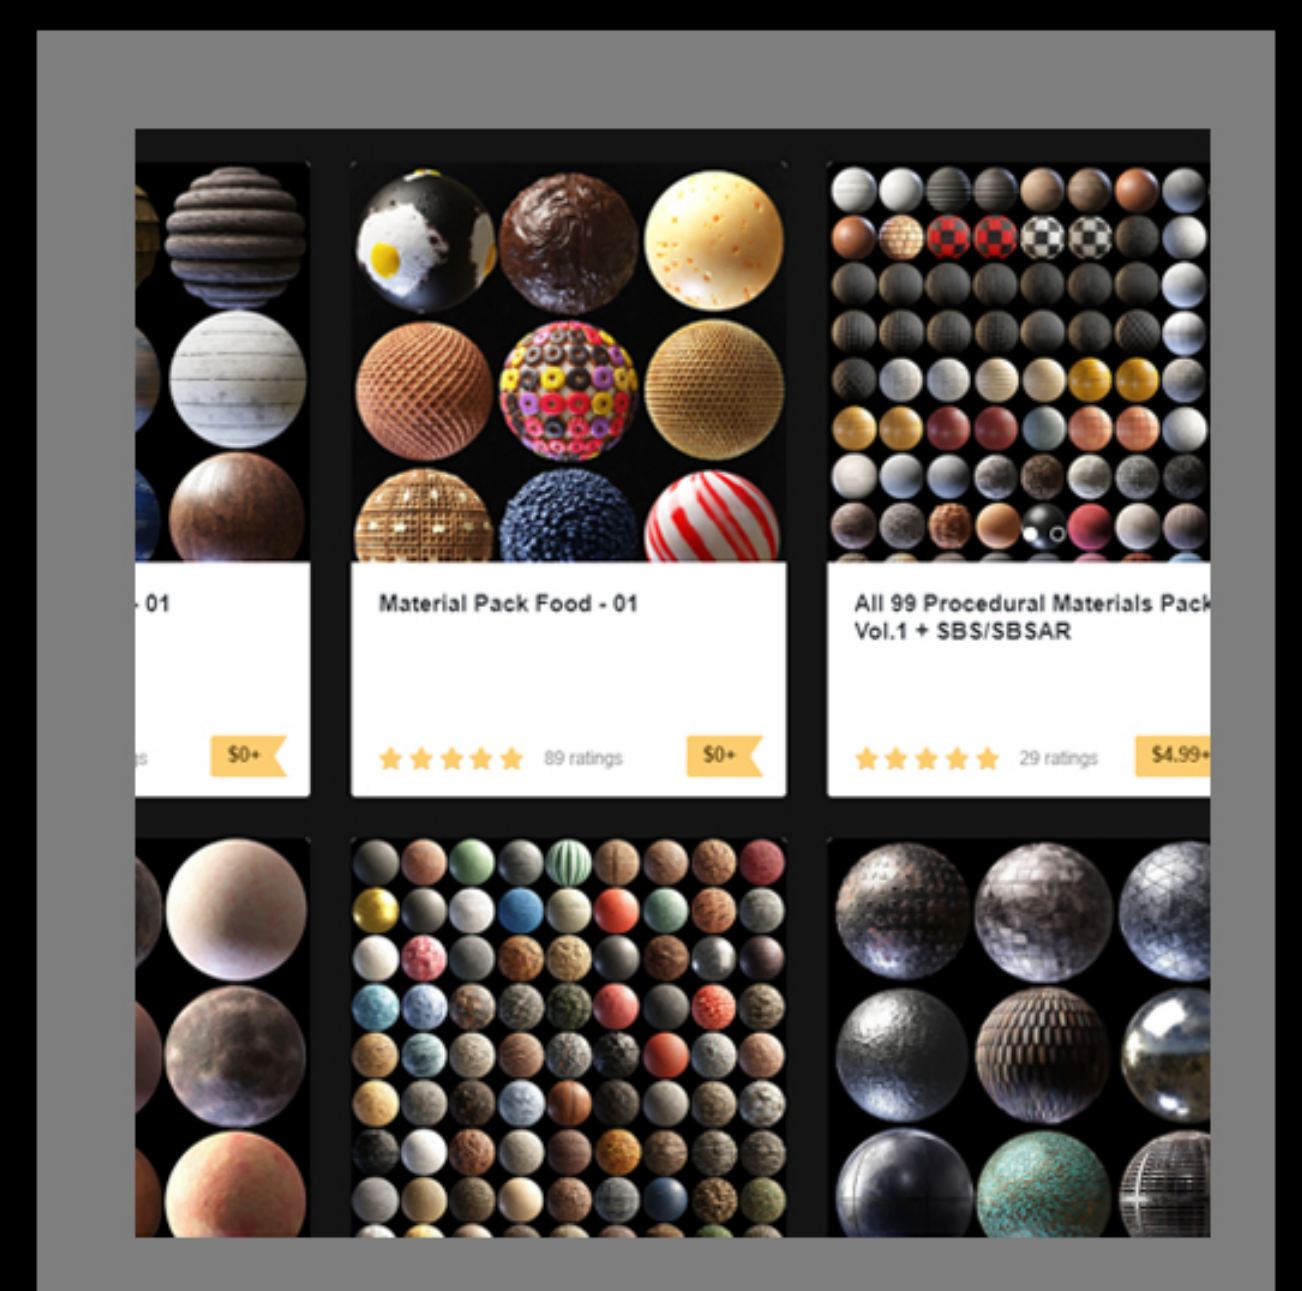 - 01
Material Pack Food - 01
All 99 Procedural Materials Pack
Vol.1 + SBS/SBSAR
gs
$0+
89 ratings
$0+
29 ratings
$4.99+